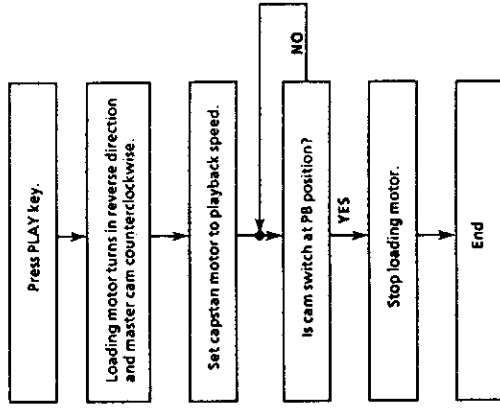 Press PLAY key.
Loading motor turns in reverse direction
and master cam counterclockwise.
Set capstan motor to playback speed.
Is cam switch at PB position?
NO
YES
Stop loading motor.
End